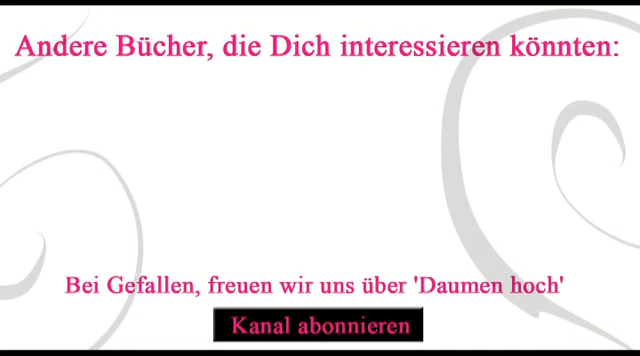 Andere Bücher, die Dich interessieren könnten:
Bei Gefallen, freuen wir uns über 'Daumen hoch'
Kanal abonnieren